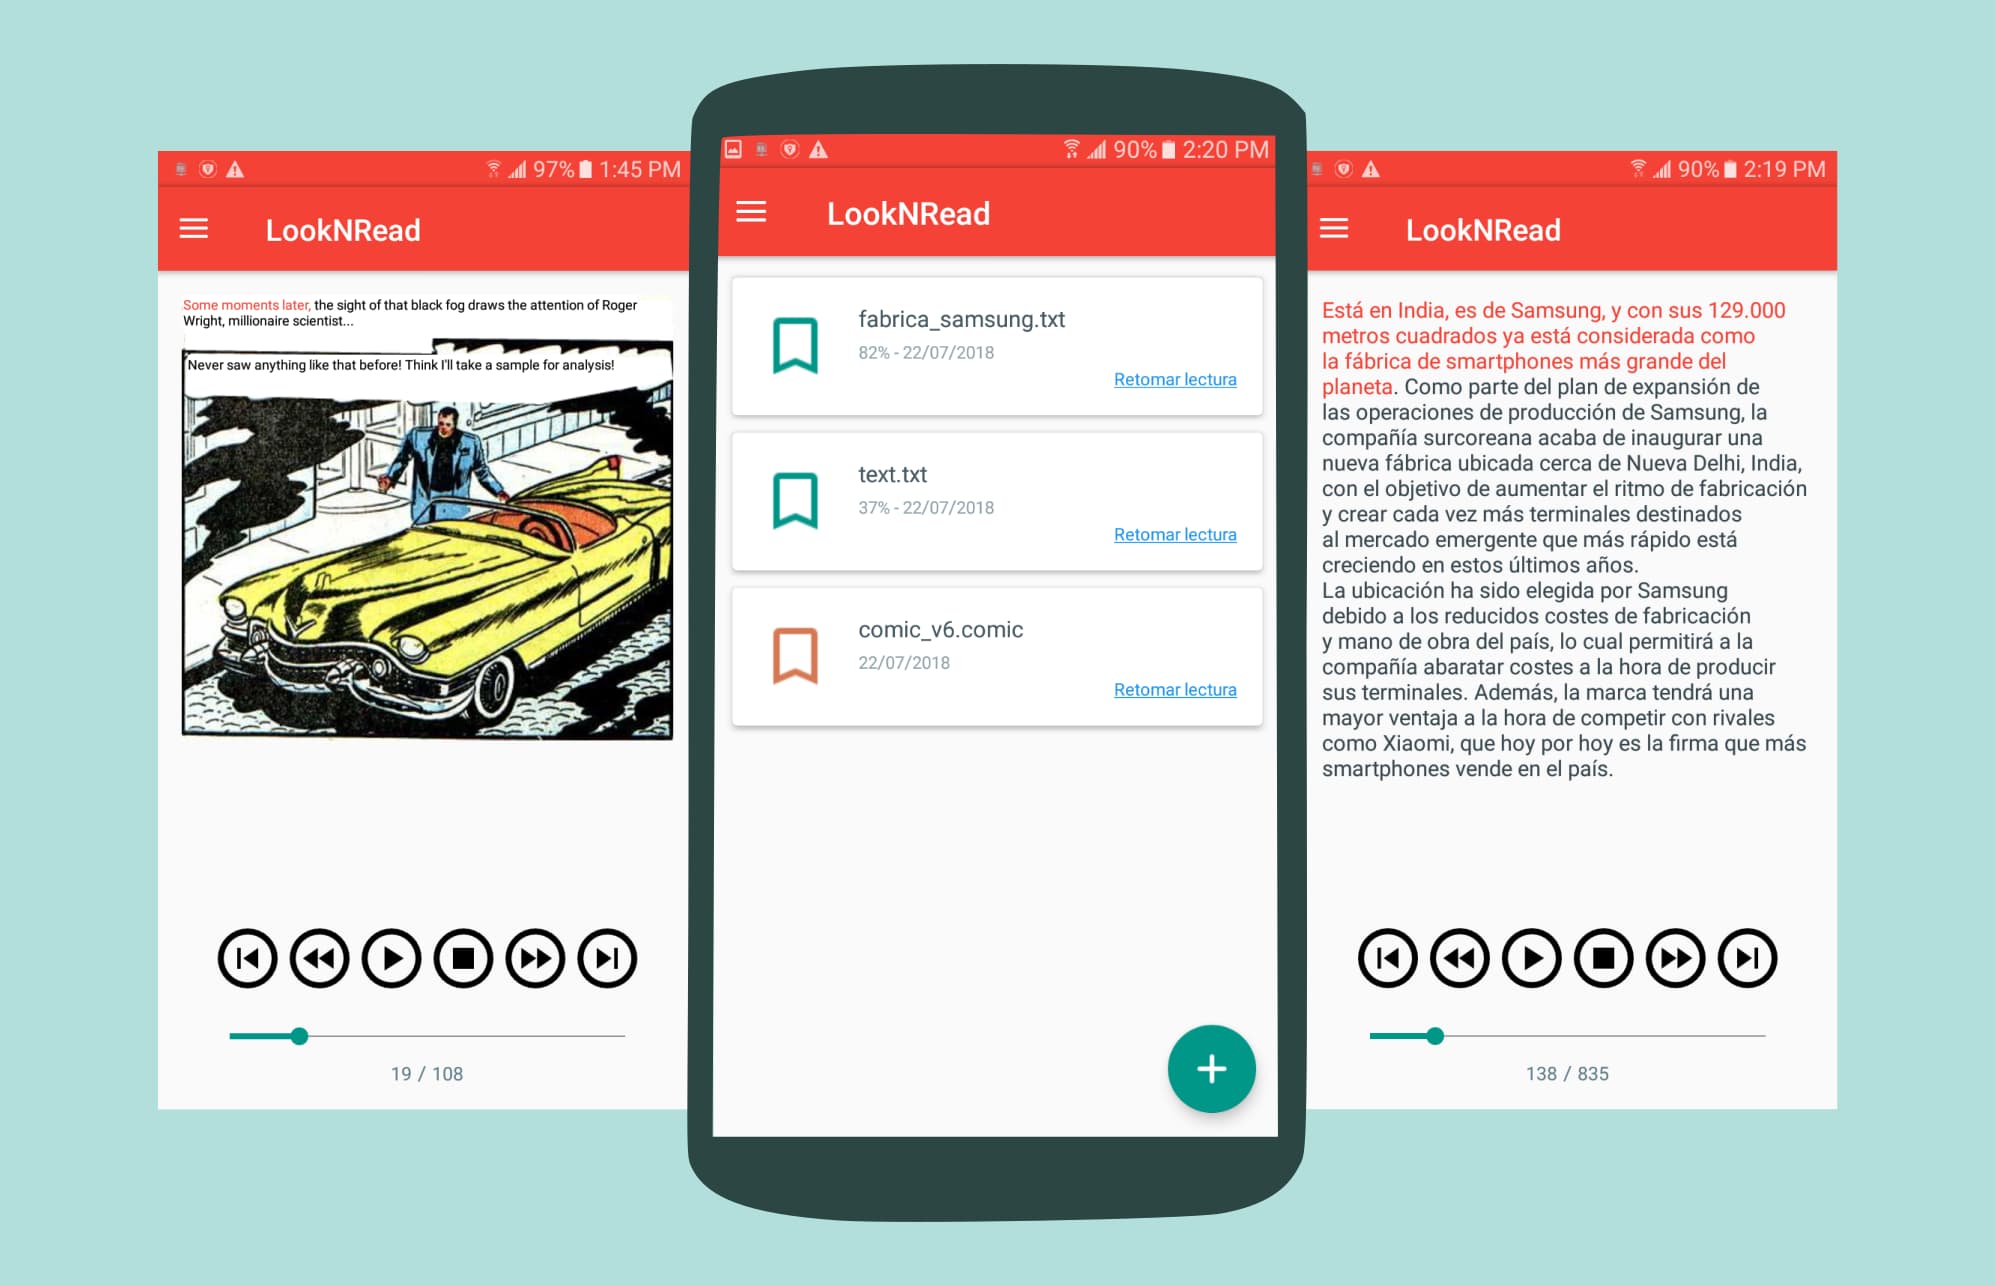 97% 1:45 PM
LookNRead
Some moments later, the sight of that black fog draws the attention of Roger
Wright, millionaire scientist...
Never saw anything like that before! Think I'll take a sample for analysis!
19 / 108
90% 2:20 PM
LookNRead
fabrica_samsung.txt
82% - 22/07/2018
Retomar lectura
text.txt
37% - 22/07/2018
Retomar lectura
comic_v6.comic
22/07/2018
Retomar lectura
90% 2:19 PM
LookNRead
Está en India, es de Samsung, y con sus 129.000
metros cuadrados ya está considerada como
la fábrica de smartphones más grande del
planeta. Como parte del plan de expansión de
las operaciones de producción de Samsung, la
compañía surcoreana acaba de inaugurar una
nueva fábrica ubicada cerca de Nueva Delhi, India,
con el objetivo de aumentar el ritmo de fabricación
y crear cada vez más terminales destinados
al mercado emergente que más rápido está
creciendo en estos últimos años.
La ubicación ha sido elegida por Samsung
debido a los reducidos costes de fabricación
y mano de obra del país, lo cual permitirá a la
compañía abaratar costes a la hora de producir
sus terminales. Además, la marca tendrá una
mayor ventaja a la hora de competir con rivales
como Xiaomi, que hoy por hoy es la firma que más
smartphones vende en el país.
138 / 835